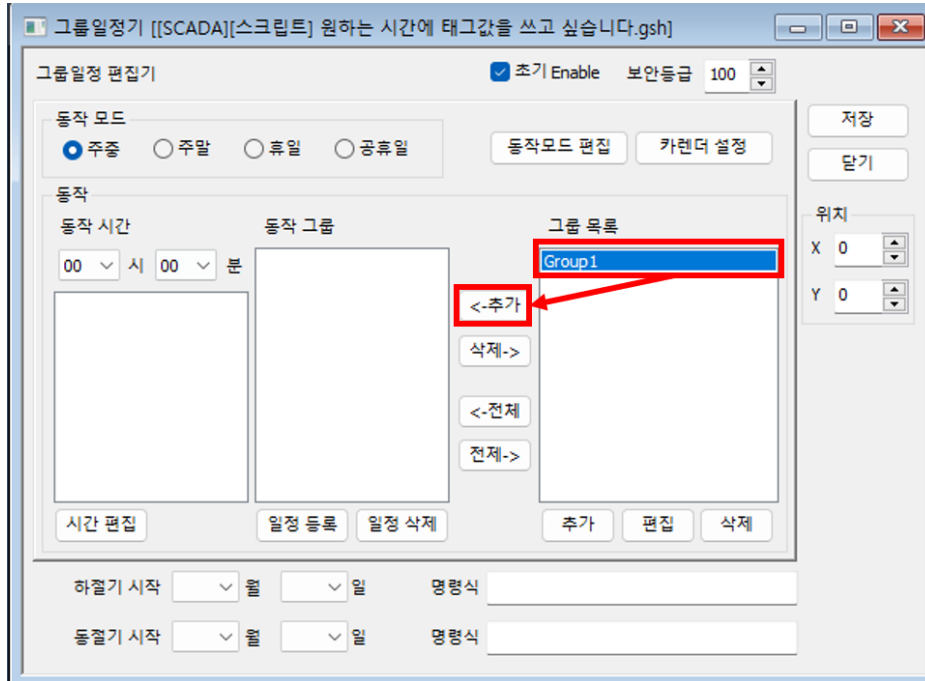 그룹일정기 [[SCADA][스크립트] 원하는 시간에 태그값을 쓰고 싶습니다.gsh]
그룹일정 편집기
초기 Enable 보안등급 100
동작 모드
주중 주말 휴일 공휴일
동작모드 편집 카렌더 설정
저장
닫기
동작
동작 시간 동작 그룹 그룹 목록
위치
00 시 00 분
Group1
X 0
<-추가
Y 0
삭제->
<-전체
전제->
시간 편집 일정 등록 일정 삭제 추가 편집 삭제
하절기 시작 월 일 명령식
동절기 시작 월 일 명령식